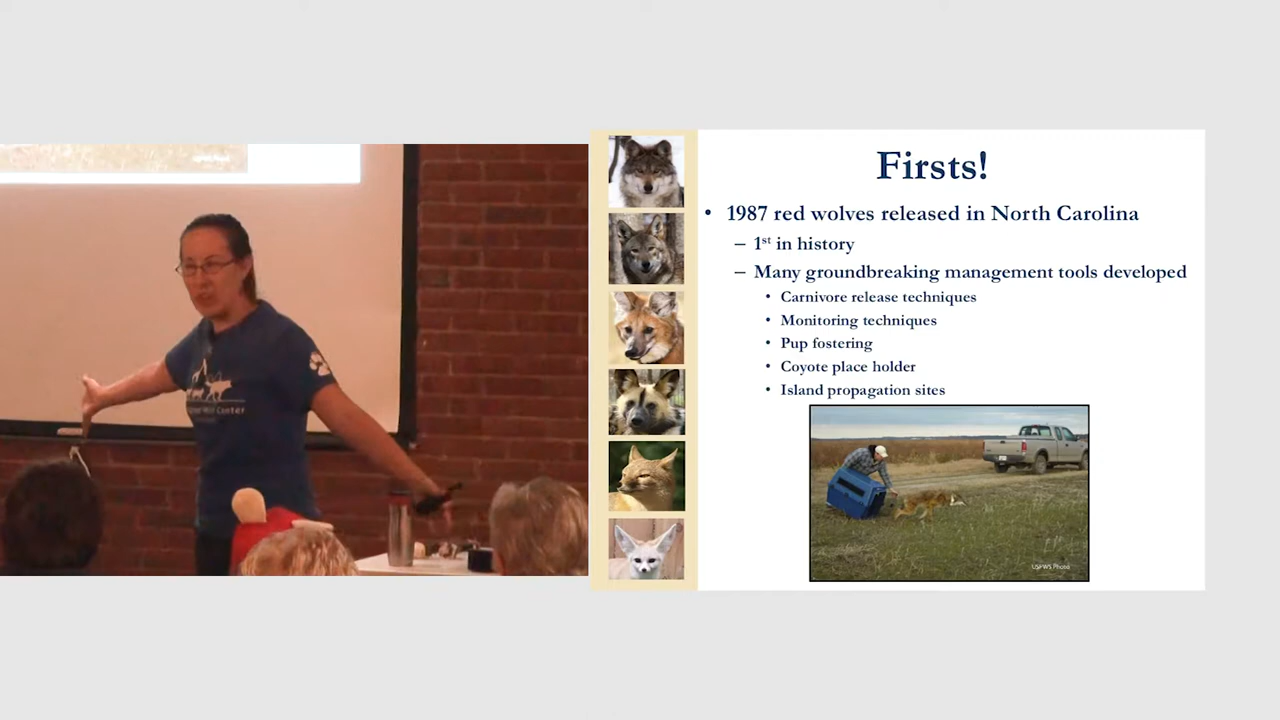 Firsts!
• 1987 red wolves released in North Carolina
– 1st in history
– Many groundbreaking management tools developed
• Carnivore release techniques
• Monitoring techniques
• Pup fostering
• Coyote place holder
• Island propagation sites
USFWS Photo
Center